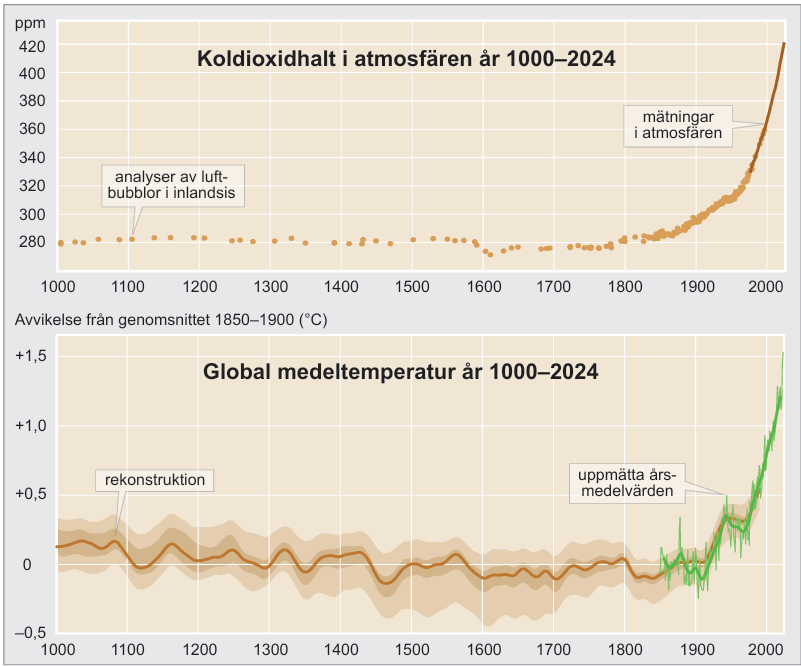 ppm
Koldioxidhalt i atmosfären år 1000–2024
420
400
380
360
340
320
300
280
mätningar
i atmosfären
analyser av luft-
bubblor i inlandsis
1000 1100 1200 1300 1400 1500 1600 1700 1800 1900 2000
Avvikelse från genomsnittet 1850–1900 (°C)
Global medeltemperatur år 1000–2024
+1,5
+1,0
+0,5
0
–0,5
rekonstruktion
uppmätta års-
medelvärden
1000 1100 1200 1300 1400 1500 1600 1700 1800 1900 2000